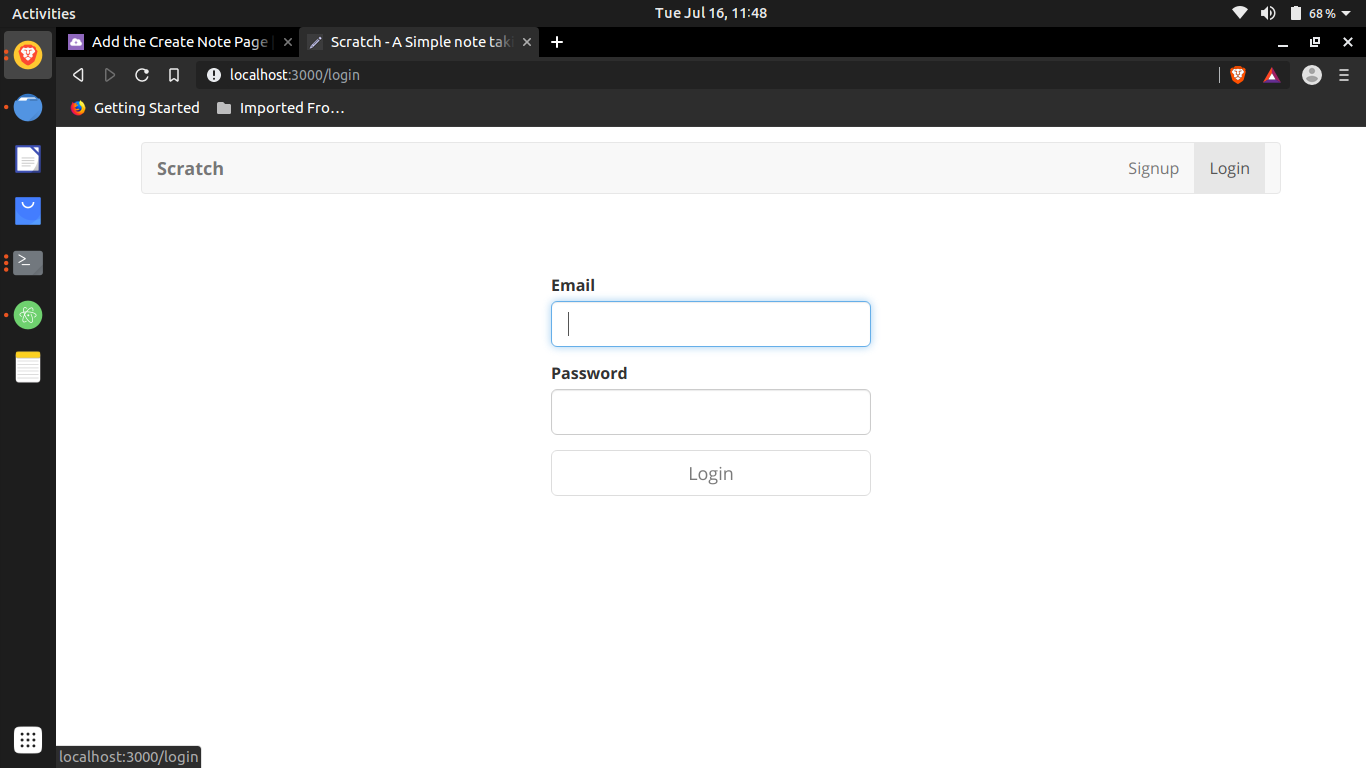 Activities
Tue Jul 16, 11:48
68 %
Add the Create Note Page
Scratch - A Simple note tak
localhost:3000/login
Getting Started
Imported Fro...
Scratch
Signup
Login
Email
Password
Login
localhost:3000/login